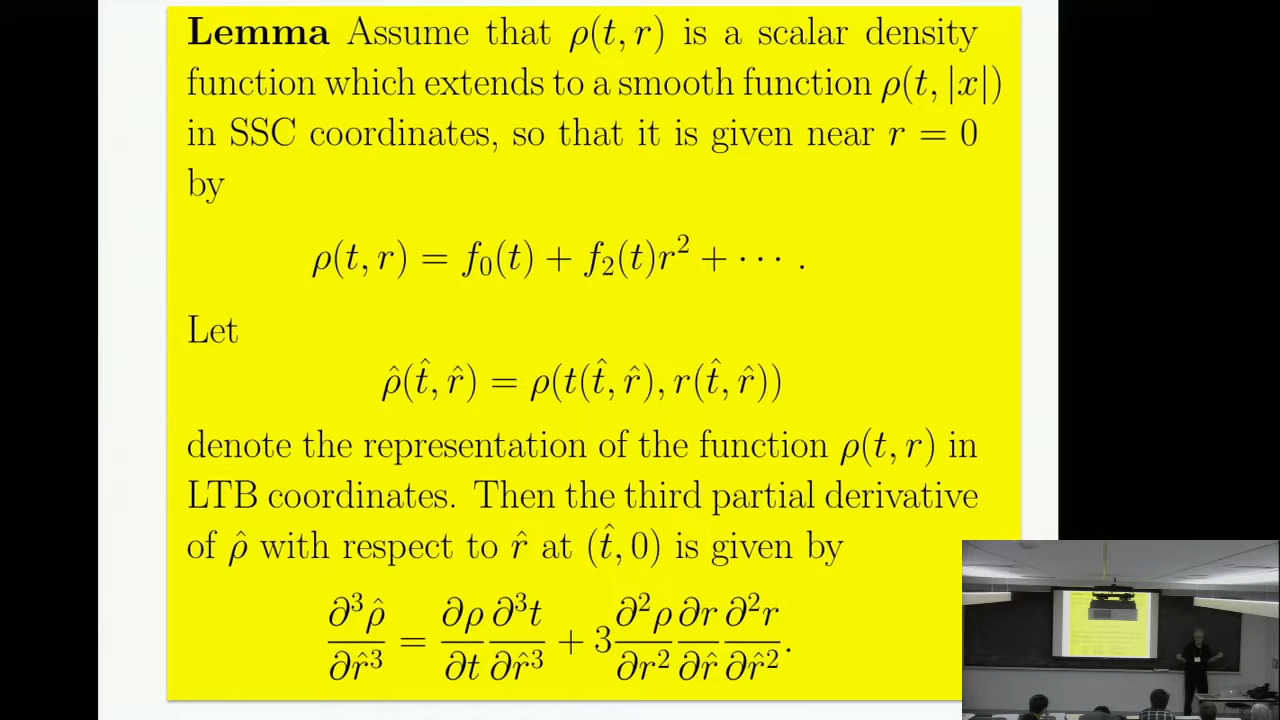 Lemma Assume that ρ(t, r) is a scalar density
function which extends to a smooth function ρ(t, |x|)
in SSC coordinates, so that it is given near r = 0
by
ρ(t, r) = f₀(t) + f₂(t)r² + ⋯ .
Let
ρ̂(t̂, r̂) = ρ(t(t̂, r̂), r(t̂, r̂))
denote the representation of the function ρ(t, r) in
LTB coordinates. Then the third partial derivative
of ρ̂ with respect to r̂ at (t̂, 0) is given by
∂³ρ̂/∂r̂³ = ∂ρ/∂t ∂³t/∂r̂³ + 3 ∂²ρ/∂r² ∂r/∂r̂ ∂²r/∂r̂².